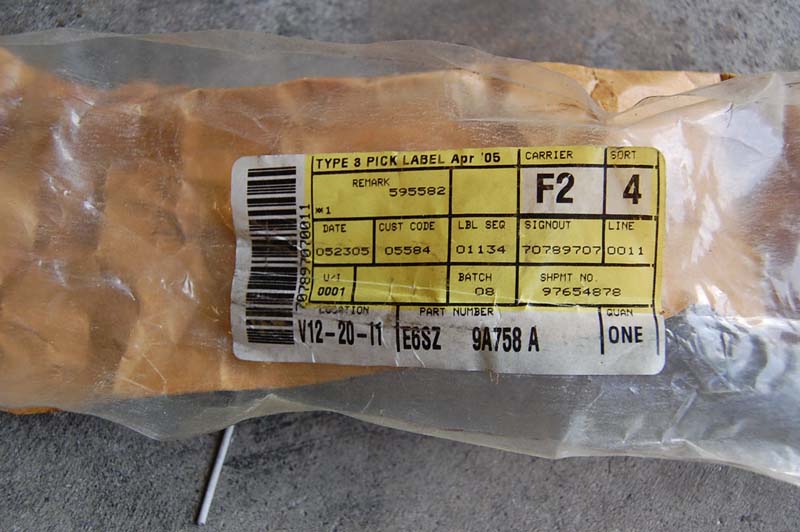 TYPE 3 PICK LABEL Apr '05 CARRIER SORT
REMARK 595582 F2 4
**1
DATE CUST CODE LBL SEQ SIGNOUT LINE
052305 05584 01134 70789707 0011
U/I BATCH SHPMT NO.
0001 08 97654878
LOCATION PART NUMBER QUAN
V12-20-11 E6SZ 9A758 A ONE
707897070011